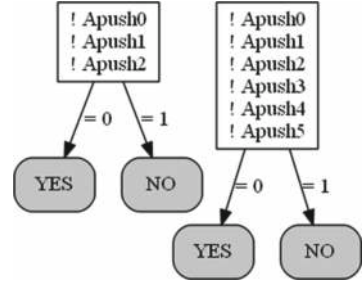 ! Apush0
! Apush1
! Apush2
= 0
= 1
YES
NO
! Apush0
! Apush1
! Apush2
! Apush3
! Apush4
! Apush5
= 0
= 1
YES
NO